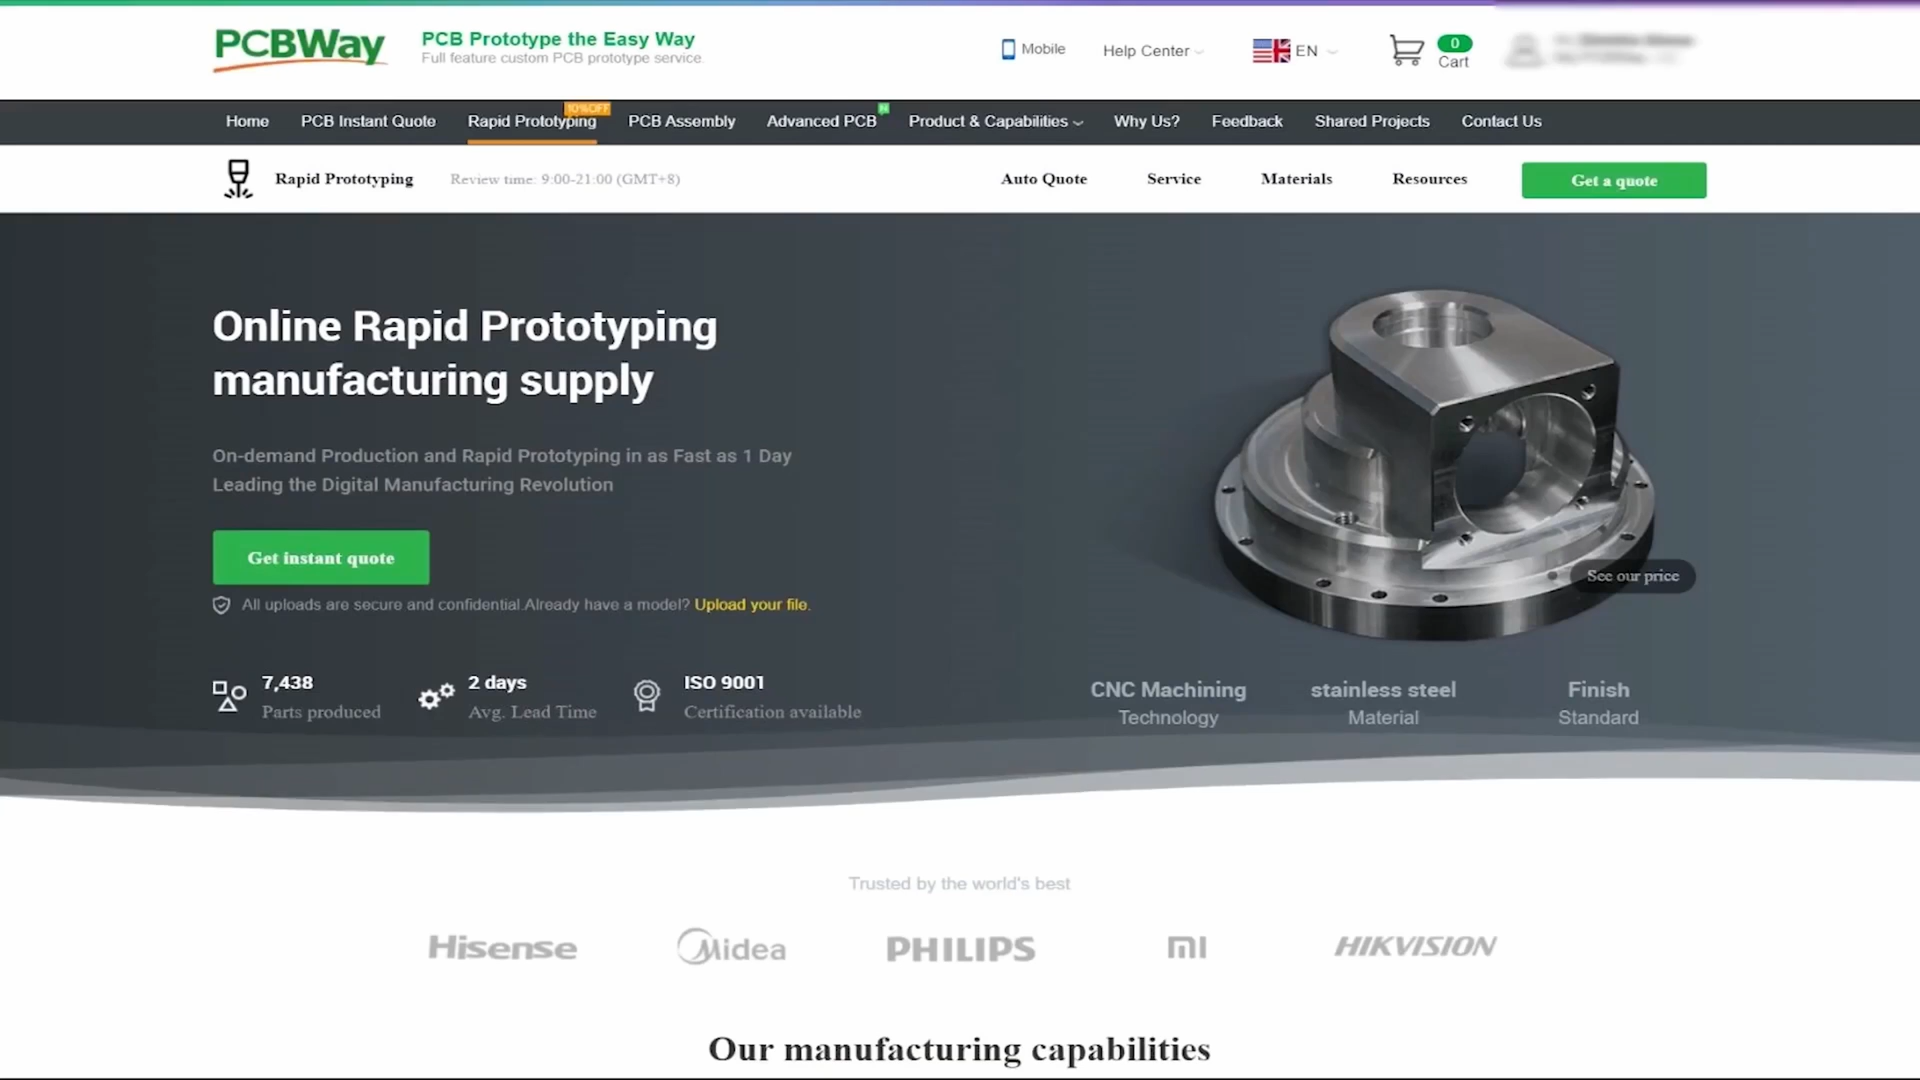 PCBWay
PCB Prototype the Easy Way
Full feature custom PCB prototype service.
Mobile
Help Center
EN
0
Cart
10%OFF
N
Home PCB Instant Quote Rapid Prototyping PCB Assembly Advanced PCB Product & Capabilities Why Us? Feedback Shared Projects Contact Us
Rapid Prototyping Review time: 9:00-21:00 (GMT+8) Auto Quote Service Materials Resources Get a quote
Online Rapid Prototyping
manufacturing supply
On-demand Production and Rapid Prototyping in as Fast as 1 Day
Leading the Digital Manufacturing Revolution
Get instant quote
See our price
All uploads are secure and confidential.Already have a model? Upload your file.
7,438
Parts produced
2 days
Avg. Lead Time
ISO 9001
Certification available
CNC Machining
Technology
stainless steel
Material
Finish
Standard
Trusted by the world's best
Hisense Midea PHILIPS MI HIKVISION
Our manufacturing capabilities